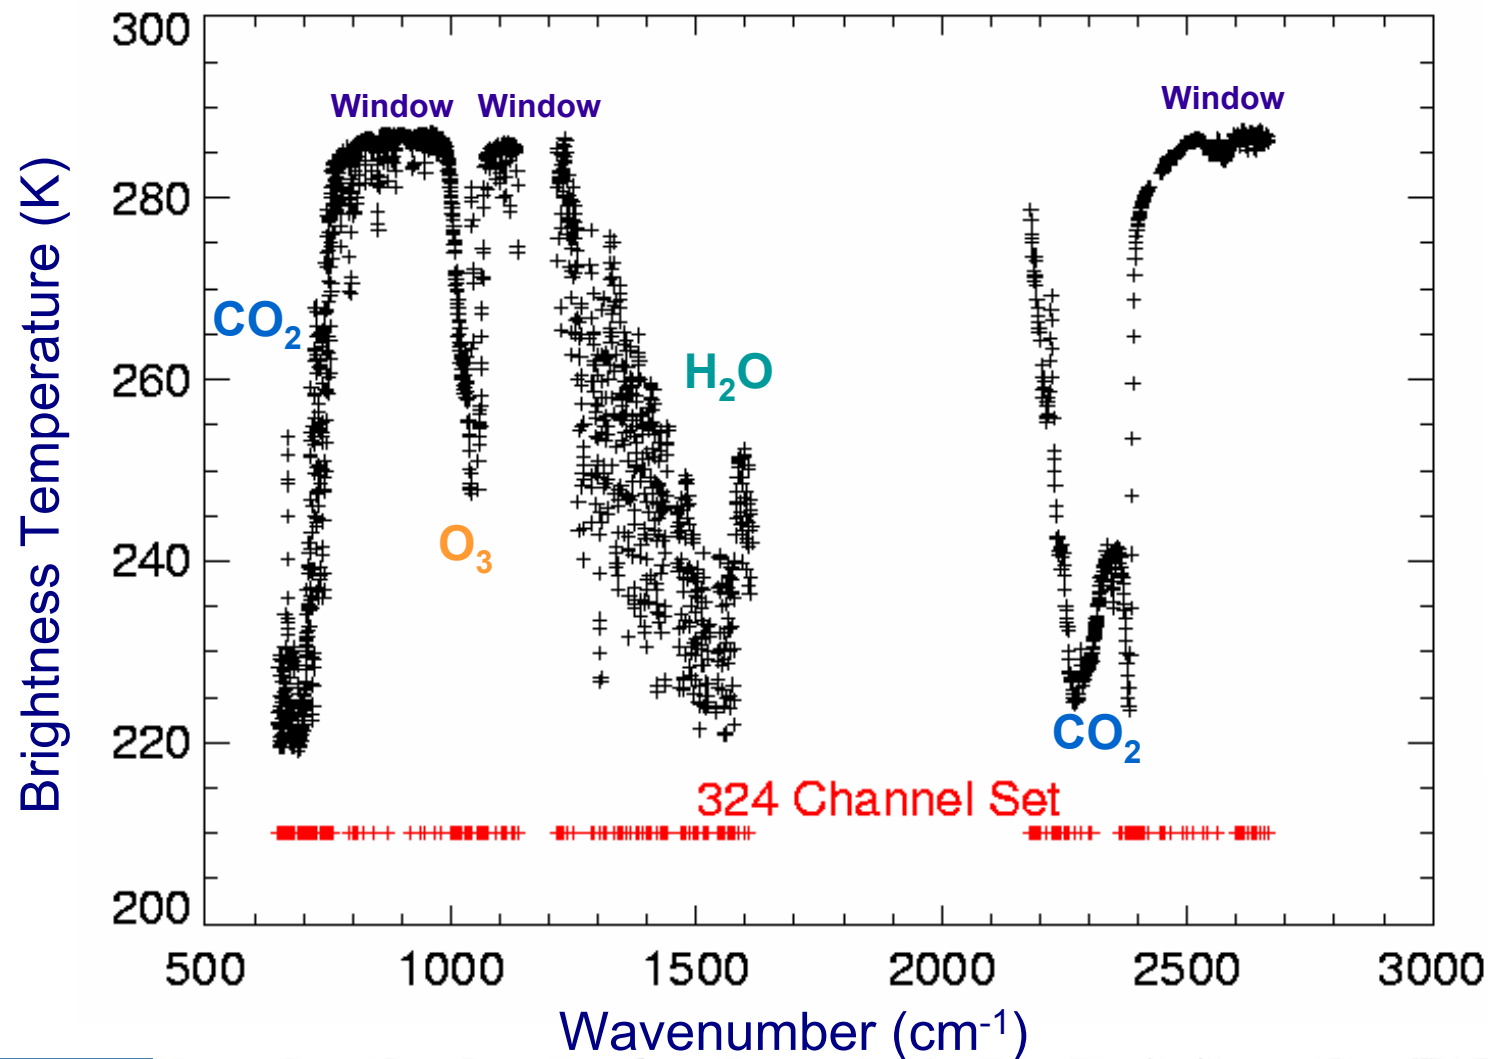 300
280
260
240
220
200
500
1000
1500
2000
2500
3000
Brightness Temperature (K)
Wavenumber (cm-1)
Window
Window
Window
CO2
O3
H2O
CO2
324 Channel Set